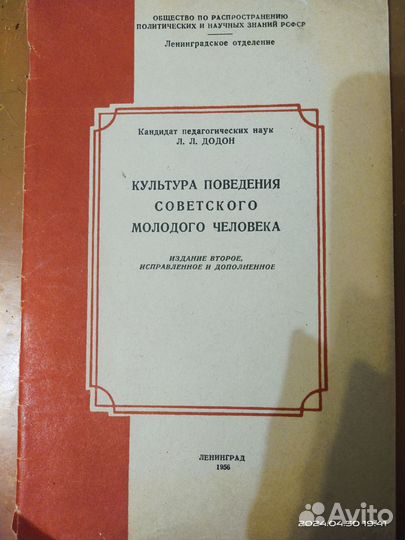 ОБЩЕСТВО ПО РАСПРОСТРАНЕНИЮ
ПОЛИТИЧЕСКИХ И НАУЧНЫХ ЗНАНИЙ РСФСР
Ленинградское отделение
Кандидат педагогических наук
Л. Л. ДОДОН
КУЛЬТУРА ПОВЕДЕНИЯ
СОВЕТСКОГО
МОЛОДОГО ЧЕЛОВЕКА
ИЗДАНИЕ ВТОРОЕ,
ИСПРАВЛЕННОЕ И ДОПОЛНЕННОЕ
ЛЕНИНГРАД
1956
Avito
2024.04.30 19:41